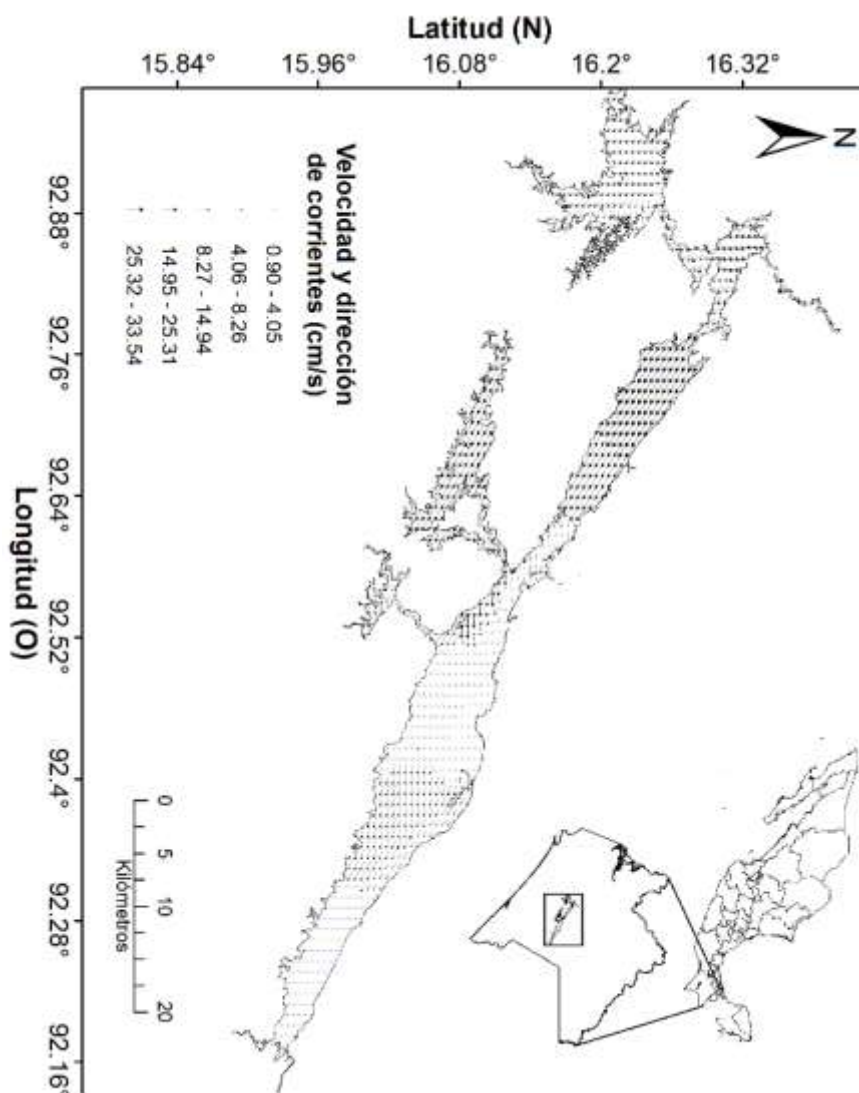 Latitud (N)
15.84°
15.96°
16.08°
16.2°
16.32°
N
Velocidad y dirección
de corrientes (cm/s)
0.90 - 4.05
4.06 - 8.26
8.27 - 14.94
14.95 - 25.31
25.32 - 33.54
92.88°
92.76°
92.64°
92.52°
92.4°
92.28°
92.16°
Longitud (O)
0 5 10 20
Kilómetros